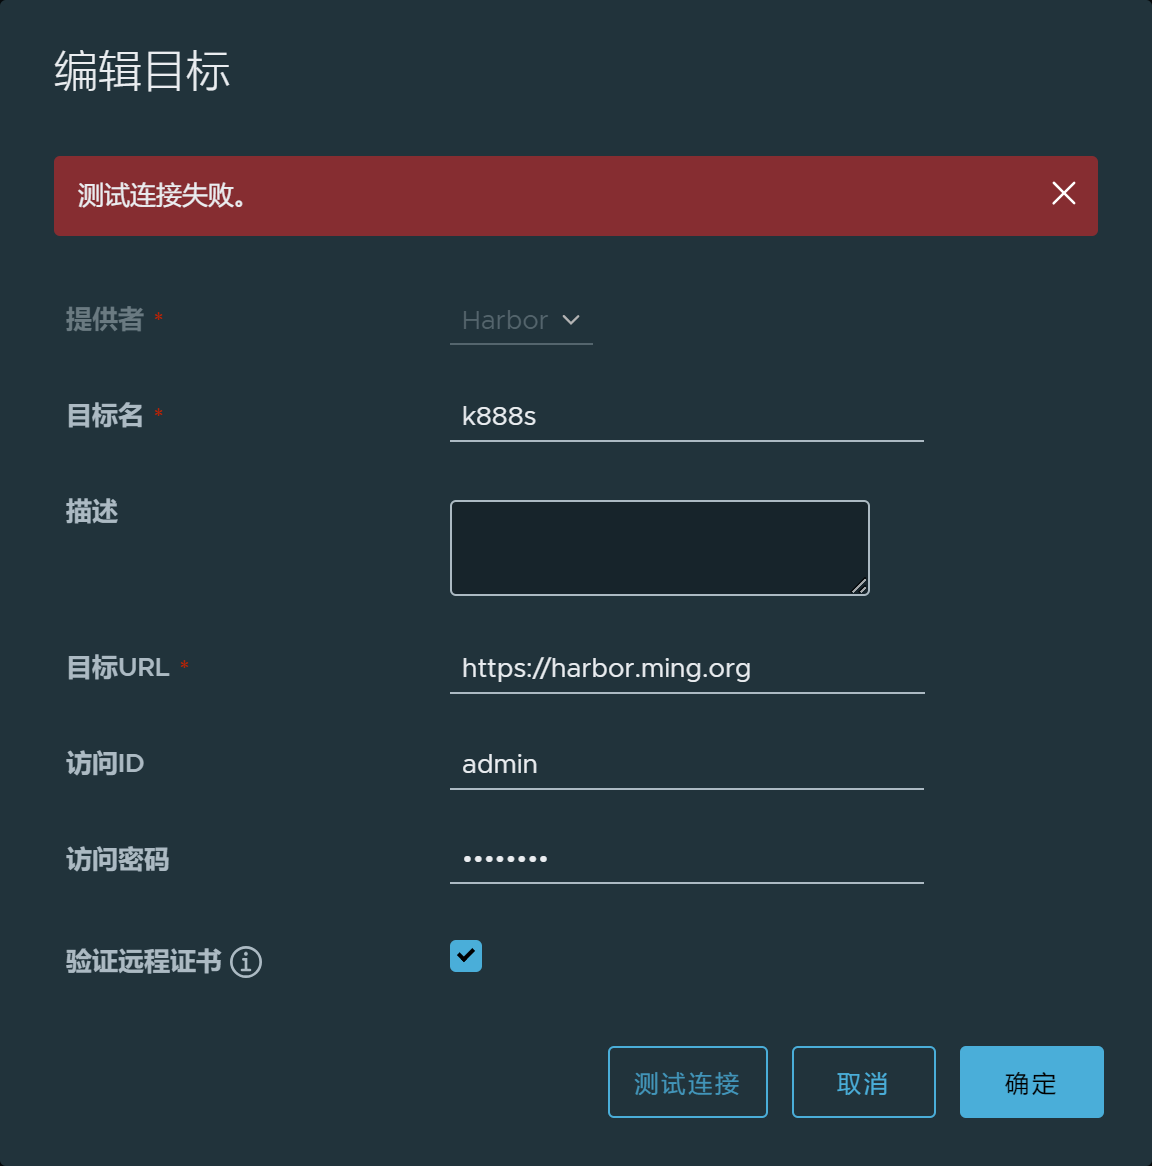 编辑目标
测试连接失败。
提供者 * Harbor
目标名 * k888s
描述
目标URL * https://harbor.ming.org
访问ID admin
访问密码 ••••••••
验证远程证书
测试连接 取消 确定